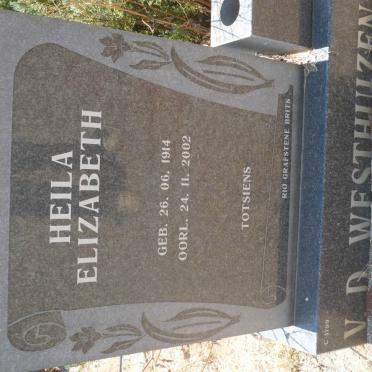 HEILA
ELIZABETH
GEB. 26. 06. 1914
OORL. 24. 11. 2002
TOTSIENS
RIO GRAFSTENE BRITS
V. D. WESTHUIZEN